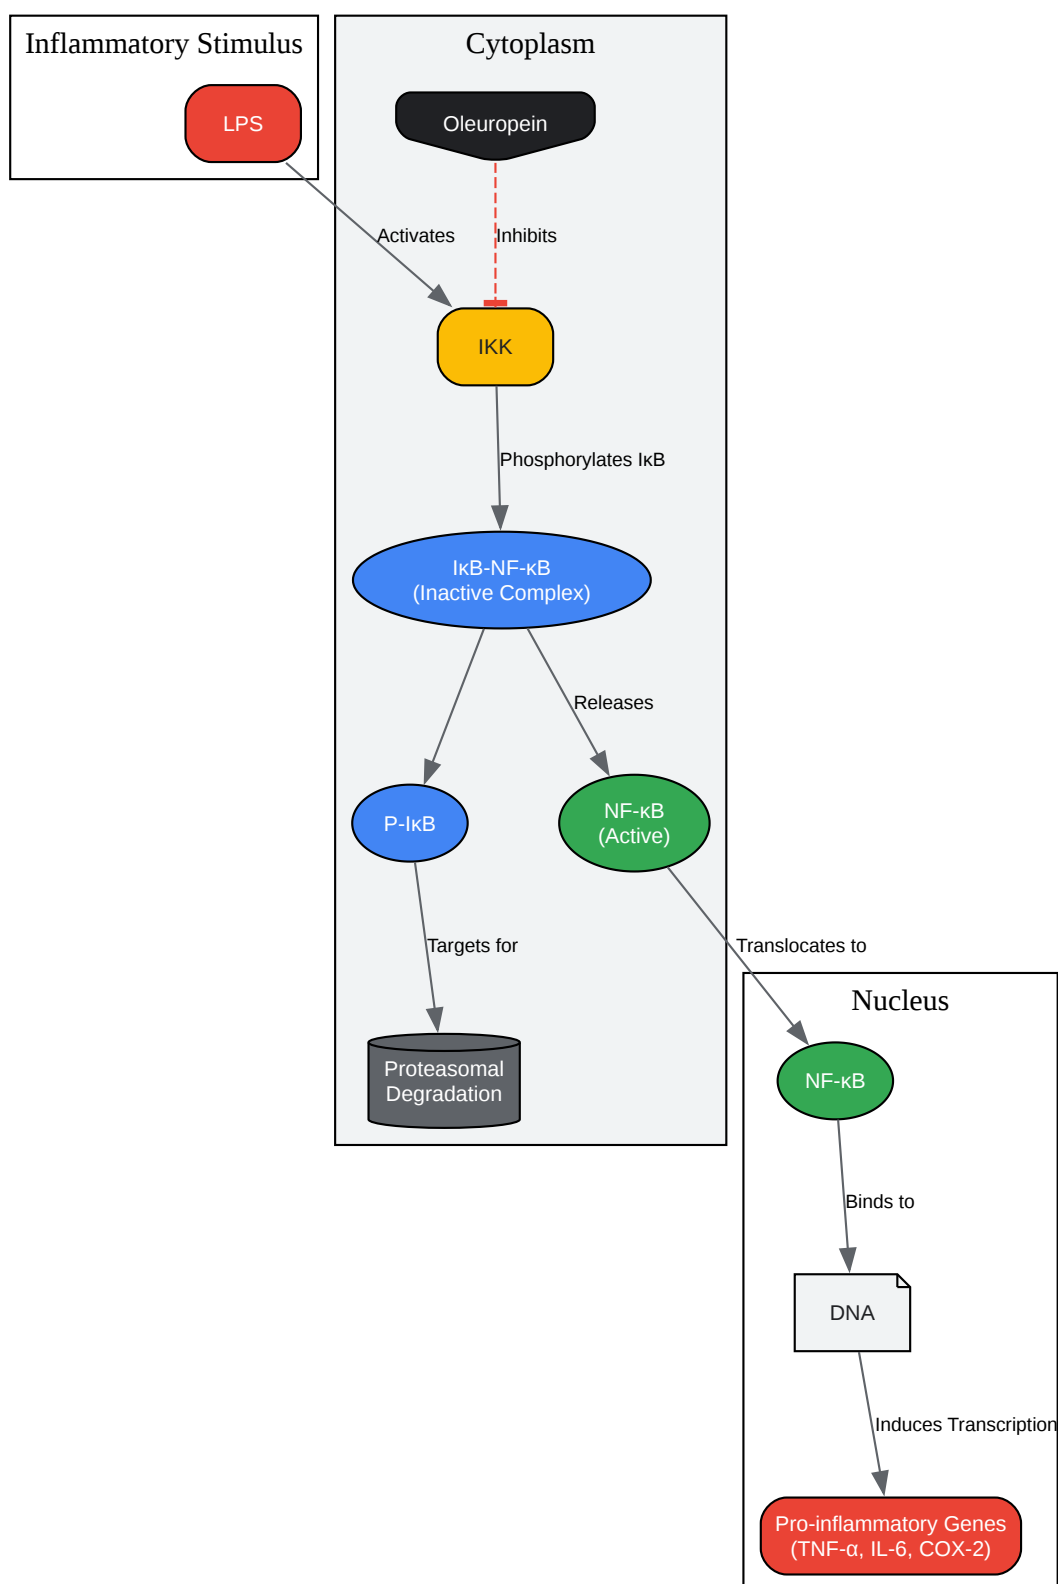 Inflammatory Stimulus
Cytoplasm
LPS
Oleuropein
Activates
Inhibits
IKK
Phosphorylates IκB
IκB-NF-κB
(Inactive Complex)
Releases
P-IκB
NF-κB
(Active)
Targets for
Translocates to
Nucleus
Proteasomal
Degradation
NF-κB
Binds to
DNA
Induces Transcription
Pro-inflammatory Genes
(TNF-α, IL-6, COX-2)